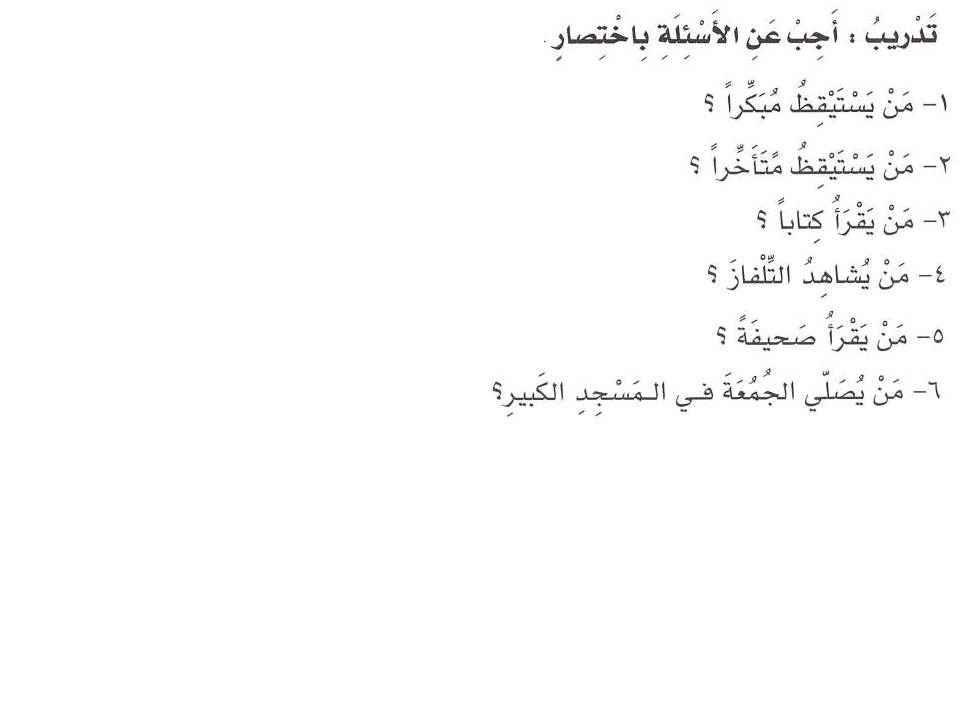 تَدْريبُ : أَجِبْ عَنِ الأَسْئِلَةِ بِاخْتِصارٍ .
١- مَنْ يَسْتَيْقِظُ مُبَكِّراً ؟
٢- مَنْ يَسْتَيْقِظُ مًتَأَخِّراً ؟
٣- مَنْ يَقْرَأُ كِتاباً ؟
٤- مَنْ يُشاهِدُ التِّلْفازَ ؟
٥- مَنْ يَقْرَأُ صَحيفَةً ؟
٦- مَنْ يُصَلّي الجُمُعَةَ فـي الـمَسْجِدِ الكَبيرِ؟